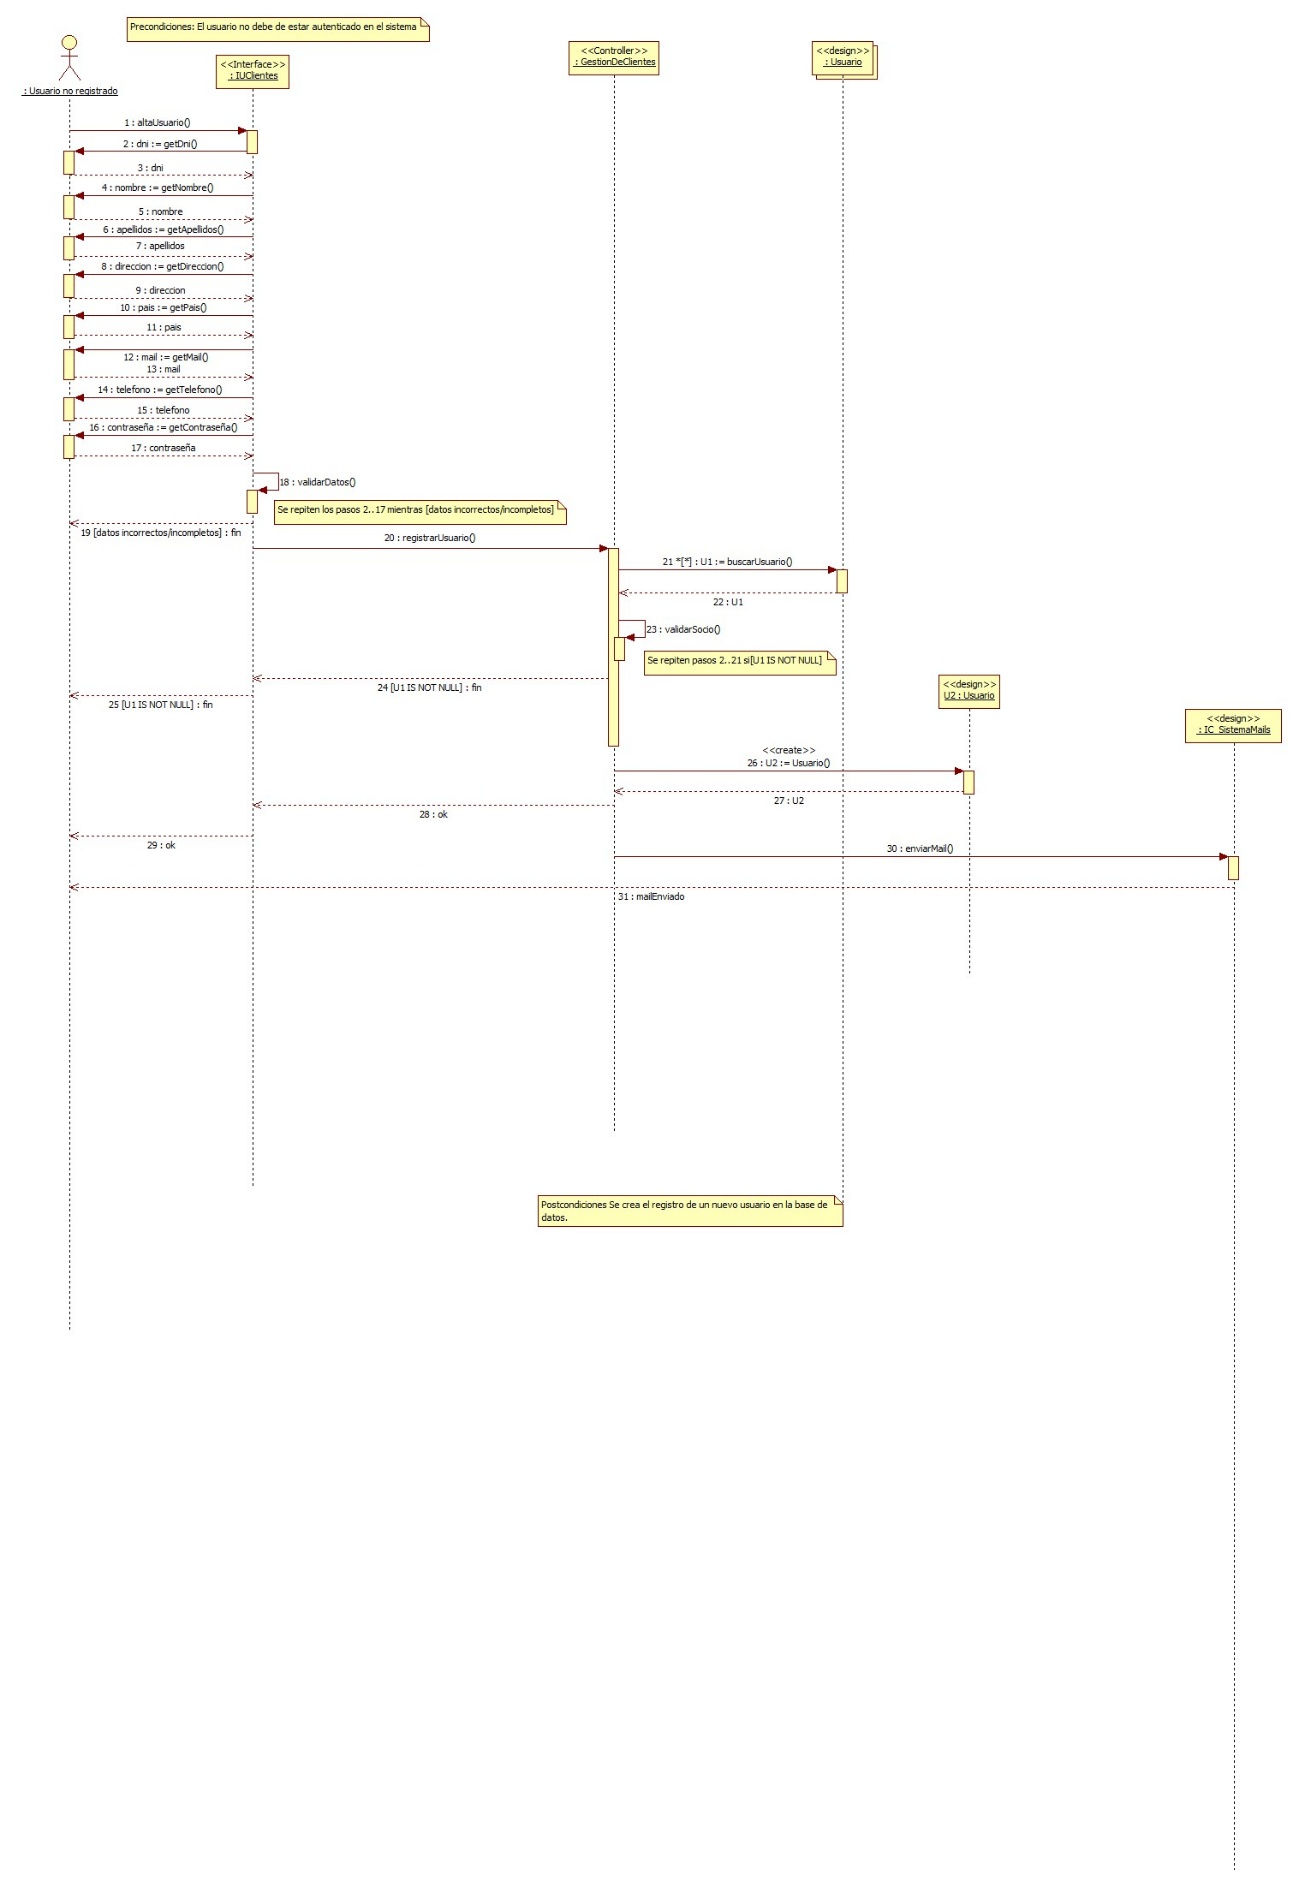 Precondiciones: El usuario no debe de estar autenticado en el sistema
: Usuario no registrado
<<Interface>>
: IUClientes
<<Controller>>
: GestionDeClientes
<<design>>
: Usuario
1 : altaUsuario()
2 : dni := getDni()
3 : dni
4 : nombre := getNombre()
5 : nombre
6 : apellidos := getApellidos()
7 : apellidos
8 : direccion := getDireccion()
9 : direccion
10 : pais := getPais()
11 : pais
12 : mail := getMail()
13 : mail
14 : telefono := getTelefono()
15 : telefono
16 : contraseña := getContraseña()
17 : contraseña
18 : validarDatos()
Se repiten los pasos 2..17 mientras [datos incorrectos/incompletos]
19 [datos incorrectos/incompletos] : fin
20 : registrarUsuario()
21 *[*] : U1 := buscarUsuario()
22 : U1
23 : validarSocio()
Se repiten pasos 2..21 si[U1 IS NOT NULL]
24 [U1 IS NOT NULL] : fin
25 [U1 IS NOT NULL] : fin
<<design>>
U2 : Usuario
<<design>>
: IC_SistemaMails
<<create>>
26 : U2 := Usuario()
27 : U2
28 : ok
29 : ok
30 : enviarMail()
31 : mailEnviado
Postcondiciones Se crea el registro de un nuevo usuario en la base de
datos.